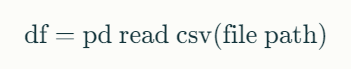 df = pd read csv(file path)